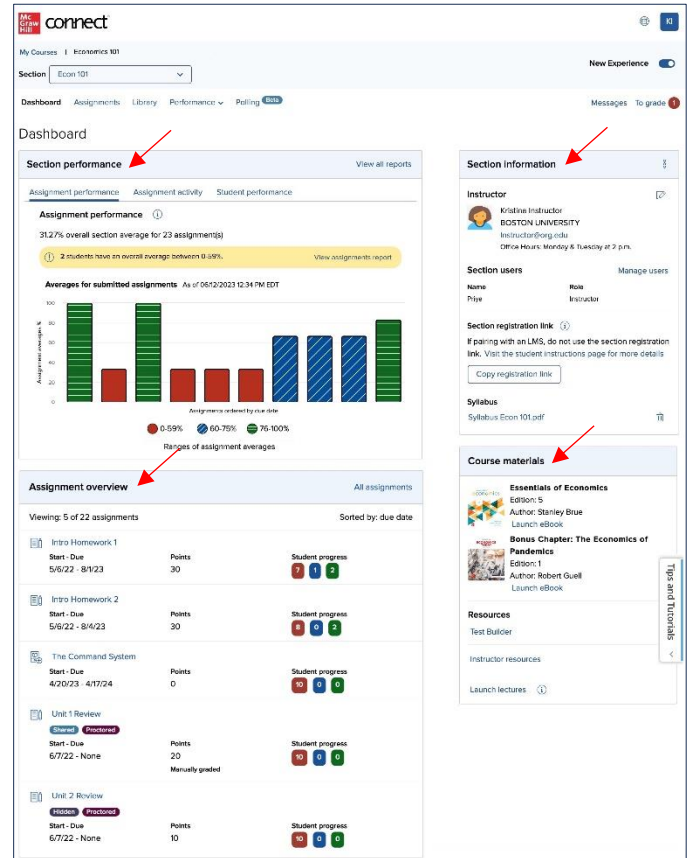 Mc Graw Hill connect KI
My Courses | Economics 101
Section Econ 101
New Experience
Dashboard Assignments Library Performance Polling Beta Messages To grade 1
Dashboard
Section performance View all reports
Assignment performance Assignment activity Student performance
Assignment performance
31.27% overall section average for 23 assignment(s)
2 students have an overall average between 0-59%. View assignments report
Averages for submitted assignments As of 06/12/2023 12:34 PM EDT
Assignment averages %
100
80
60
40
20
0
Assignments ordered by due date
0-59% 60-75% 76-100%
Ranges of assignment averages
Assignment overview All assignments
Viewing: 5 of 22 assignments Sorted by: due date
Intro Homework 1
Start - Due Points Student progress
5/6/22 - 8/1/23 30 7 1 2
Intro Homework 2
Start - Due Points Student progress
5/6/22 - 8/4/23 30 8 0 2
The Command System
Start - Due Points Student progress
4/20/23 - 4/17/24 0 10 0 0
Unit 1 Review
Shared Proctored
Start - Due Points Student progress
6/7/22 - None 20 10 0 0
Manually graded
Unit 2 Review
Hidden Proctored
Start - Due Points Student progress
6/7/22 - None 10 10 0 0
Section information
Instructor
Kristina Instructor
BOSTON UNIVERSITY
Instructor@org.edu
Office Hours: Monday & Tuesday at 2 p.m.
Section users Manage users
Name Role
Priye Instructor
Section registration link
If pairing with an LMS, do not use the section registration
link. Visit the student instructions page for more details
Copy registration link
Syllabus
Syllabus Econ 101.pdf
Course materials
Essentials of Economics
Edition: 5
Author: Stanley Brue
Launch eBook
Bonus Chapter: The Economics of
Pandemics
Edition: 1
Author: Robert Guell
Launch eBook
Resources
Test Builder
Instructor resources
Launch lectures
Tips and Tutorials